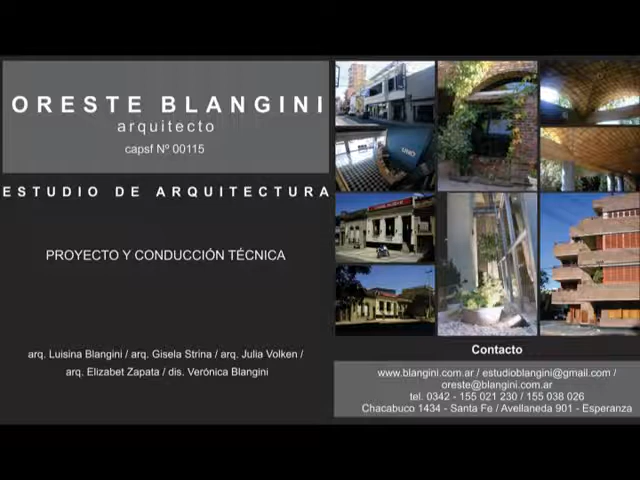 ORESTE BLANGINI
arquitecto
capsf Nº 00115
ESTUDIO DE ARQUITECTURA
PROYECTO Y CONDUCCIÓN TÉCNICA
arq. Luisina Blangini / arq. Gisela Strina / arq. Julia Volken /
arq. Elizabet Zapata / dis. Verónica Blangini
Contacto
www.blangini.com.ar / estudioblangini@gmail.com /
oreste@blangini.com.ar
tel. 0342 - 155 021 230 / 155 038 026
Chacabuco 1434 - Santa Fe / Avellaneda 901 - Esperanza